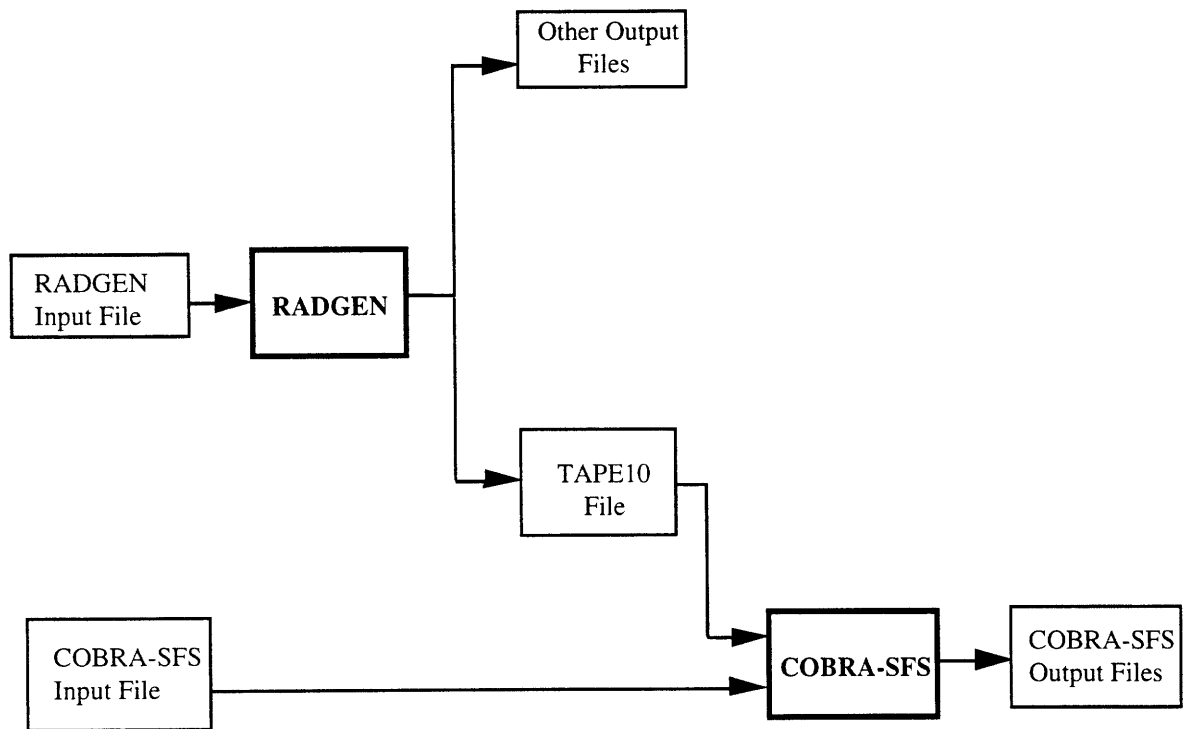 Other Output
Files
RADGEN
Input File
RADGEN
TAPE10
File
COBRA-SFS
Input File
COBRA-SFS
COBRA-SFS
Output Files